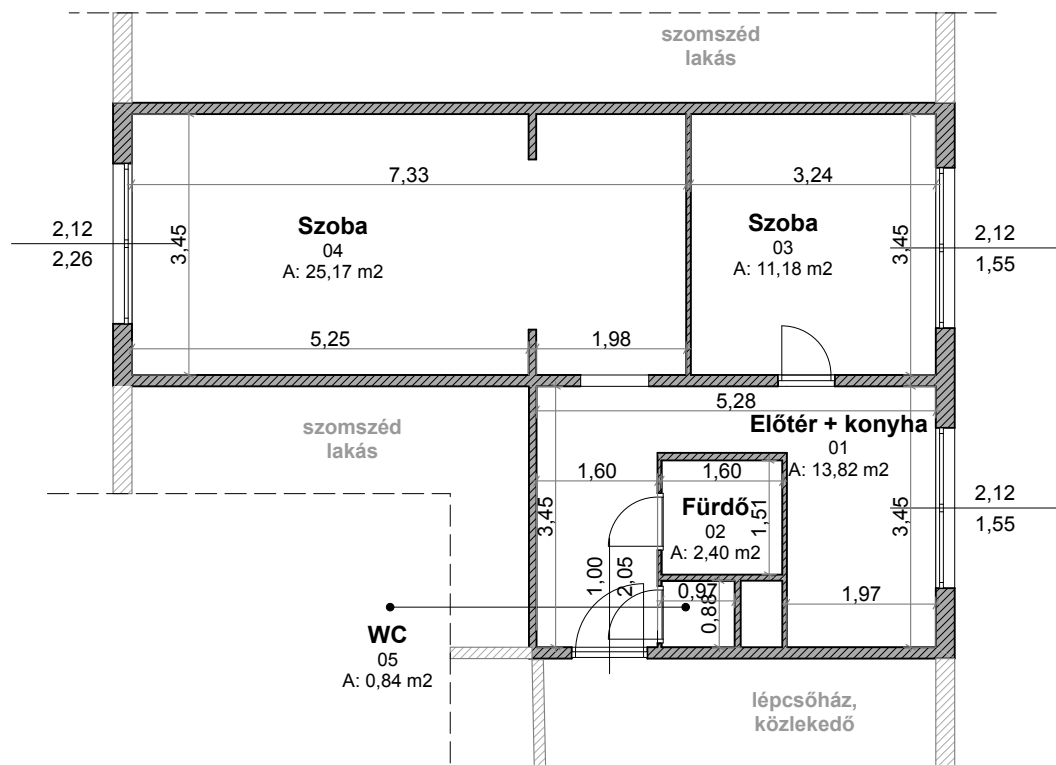 szomszéd
lakás
7,33
3,24
Szoba
04
A: 25,17 m2
Szoba
03
A: 11,18 m2
2,12
2,26
3,45
3,45
2,12
1,55
5,25
1,98
5,28
szomszéd
lakás
Előtér + konyha
01
A: 13,82 m2
1,60
1,60
3,45
Fürdő
02
A: 2,40 m2
1,51
3,45
2,12
1,55
1,00
2,05
0,97
0,88
1,97
WC
05
A: 0,84 m2
lépcsőház,
közlekedő